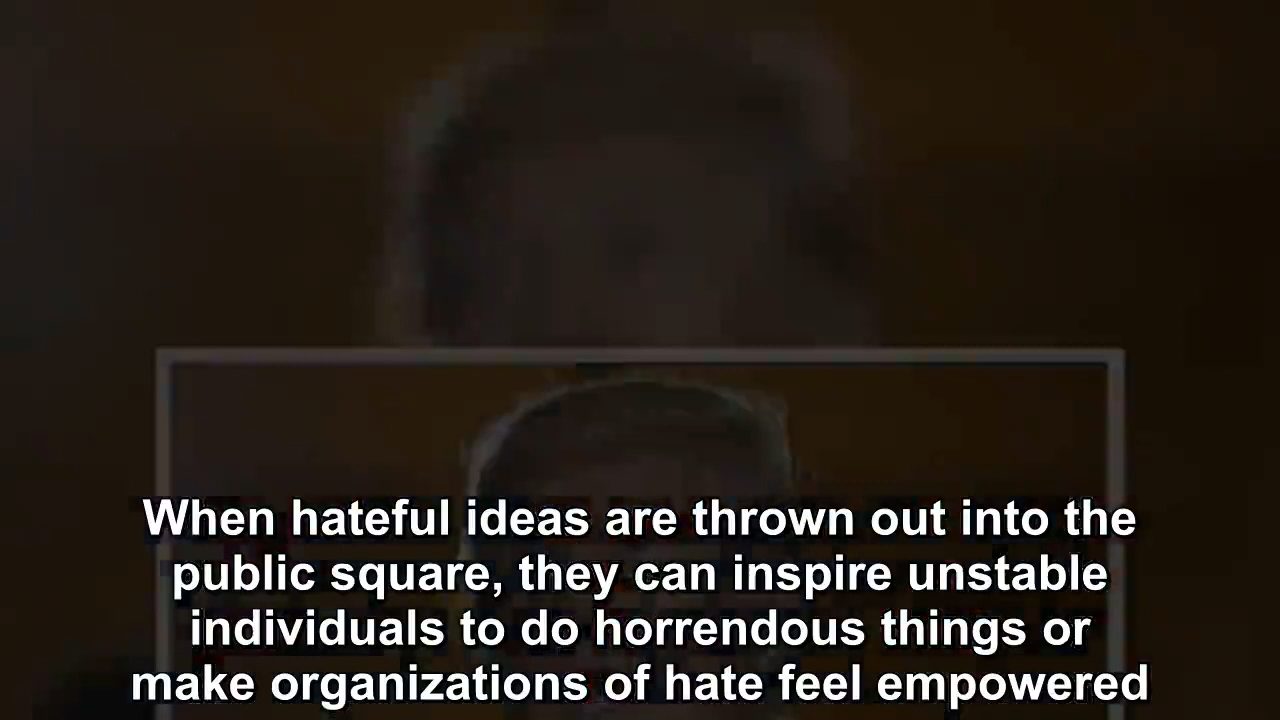 When hateful ideas are thrown out into the
public square, they can inspire unstable
individuals to do horrendous things or
make organizations of hate feel empowered